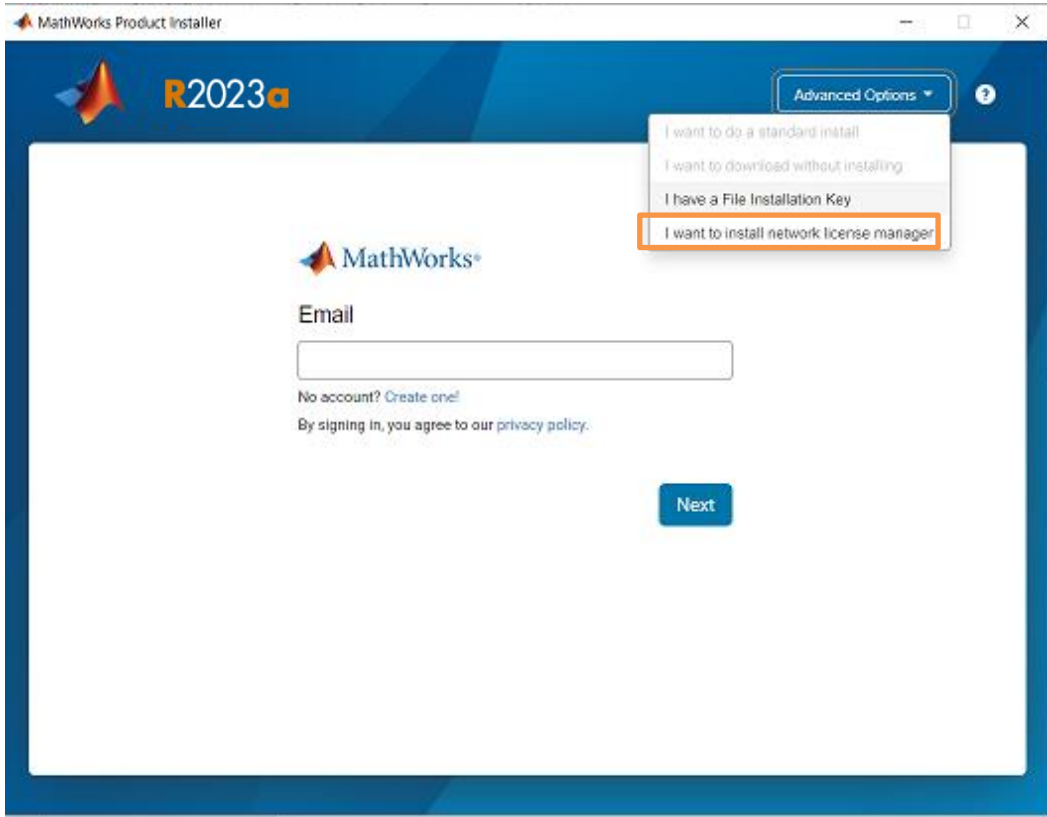 MathWorks Product Installer
R2023a
Advanced Options
I want to do a standard install
I want to download without installing
I have a File Installation Key
I want to install network license manager
MathWorks®
Email
No account? Create one!
By signing in, you agree to our privacy policy.
Next